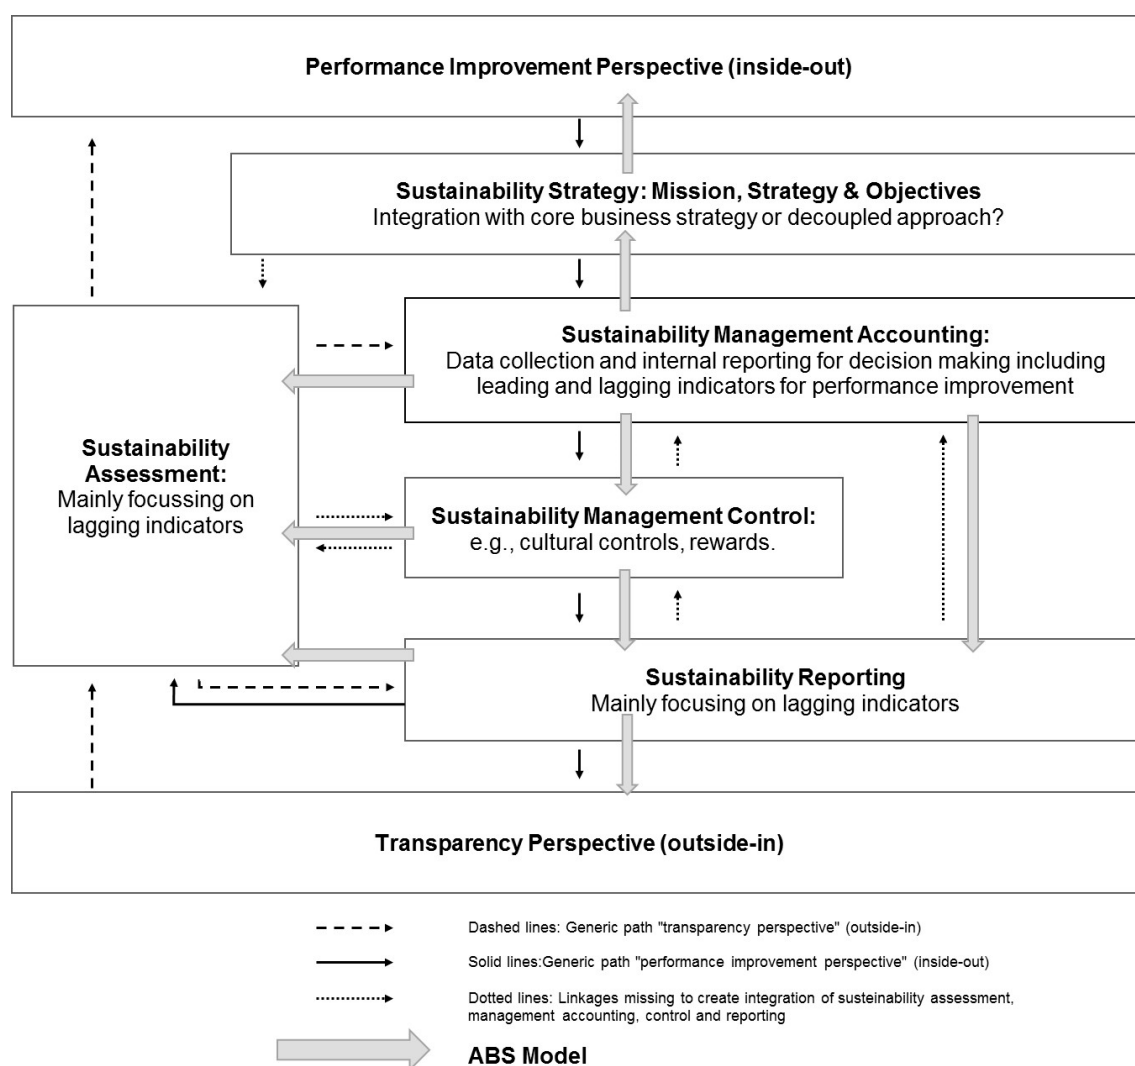 Performance Improvement Perspective (inside-out)
Sustainability Strategy: Mission, Strategy & Objectives
Integration with core business strategy or decoupled approach?
Sustainability Management Accounting:
Data collection and internal reporting for decision making including
leading and lagging indicators for performance improvement
Sustainability
Assessment:
Mainly focussing on
lagging indicators
Sustainability Management Control:
e.g., cultural controls, rewards.
Sustainability Reporting
Mainly focusing on lagging indicators
Transparency Perspective (outside-in)
Dashed lines: Generic path "transparency perspective" (outside-in)
Solid lines:Generic path "performance improvement perspective" (inside-out)
Dotted lines: Linkages missing to create integration of susteinability assessment,
management accounting, control and reporting
ABS Model